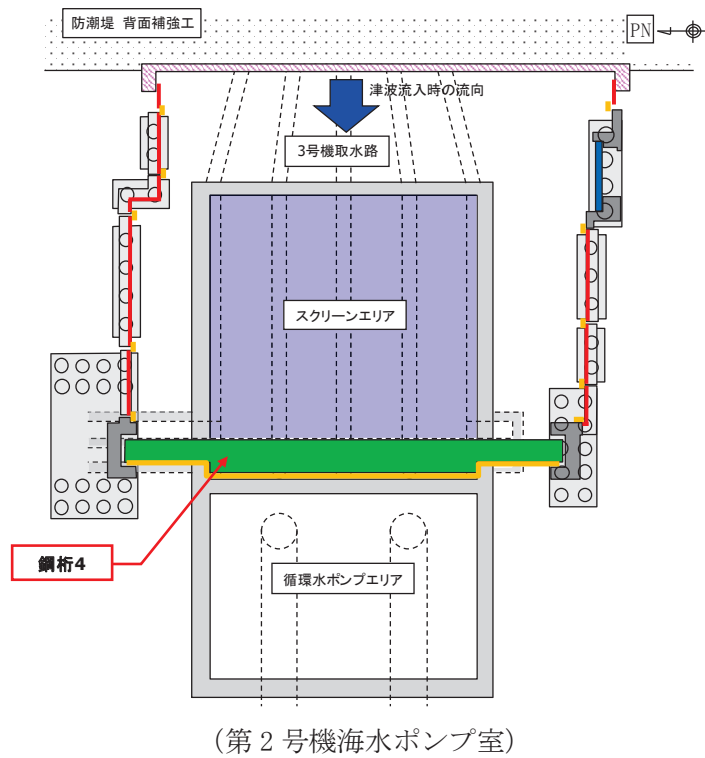 防潮堤 背面補強工
PN
津波流入時の流向
3号機取水路
スクリーンエリア
鋼桁4
循環水ポンプエリア
(第2号機海水ポンプ室)